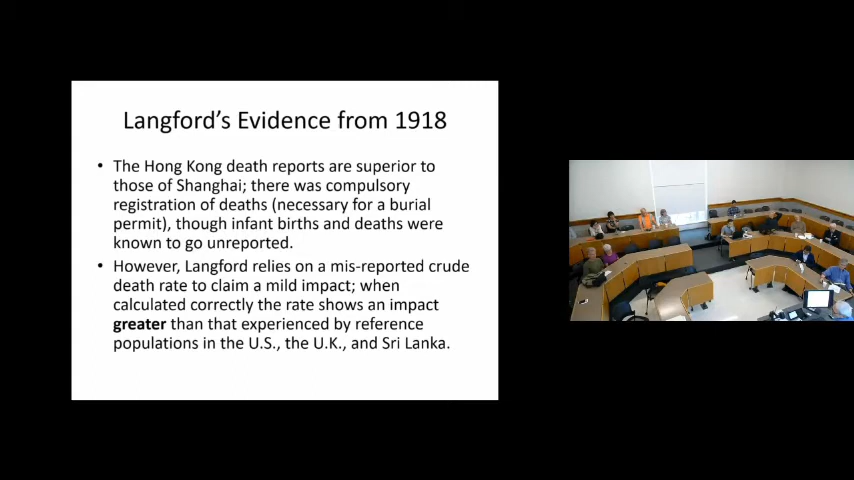 Langford's Evidence from 1918
• The Hong Kong death reports are superior to
those of Shanghai; there was compulsory
registration of deaths (necessary for a burial
permit), though infant births and deaths were
known to go unreported.
• However, Langford relies on a mis-reported crude
death rate to claim a mild impact; when
calculated correctly the rate shows an impact
greater than that experienced by reference
populations in the U.S., the U.K., and Sri Lanka.